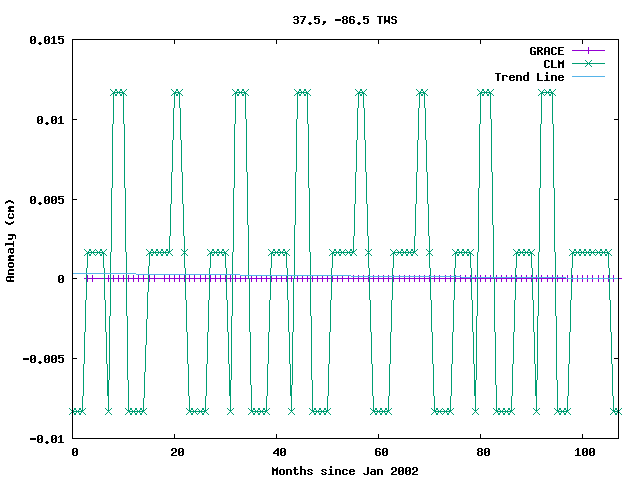 37.5, -86.5 TWS
GRACE
CLM
Trend Line
0.015
0.01
0.005
0
-0.005
-0.01
Anomaly (cm)
0 20 40 60 80 100
Months since Jan 2002